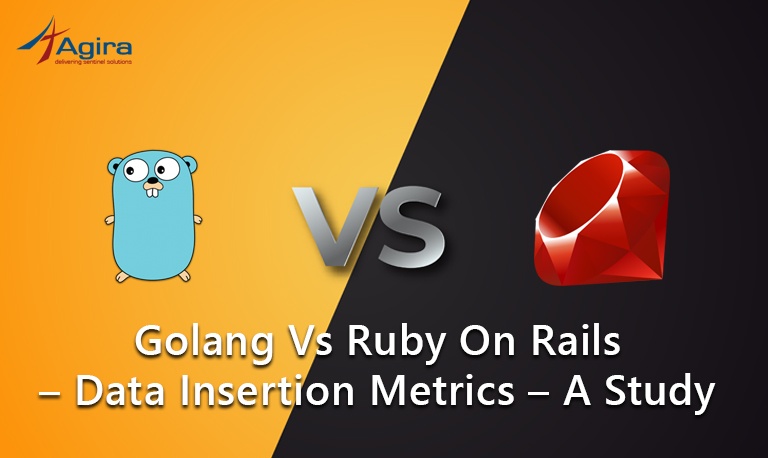 Agira
delivering sentinel solutions
VS
Golang Vs Ruby On Rails
– Data Insertion Metrics – A Study